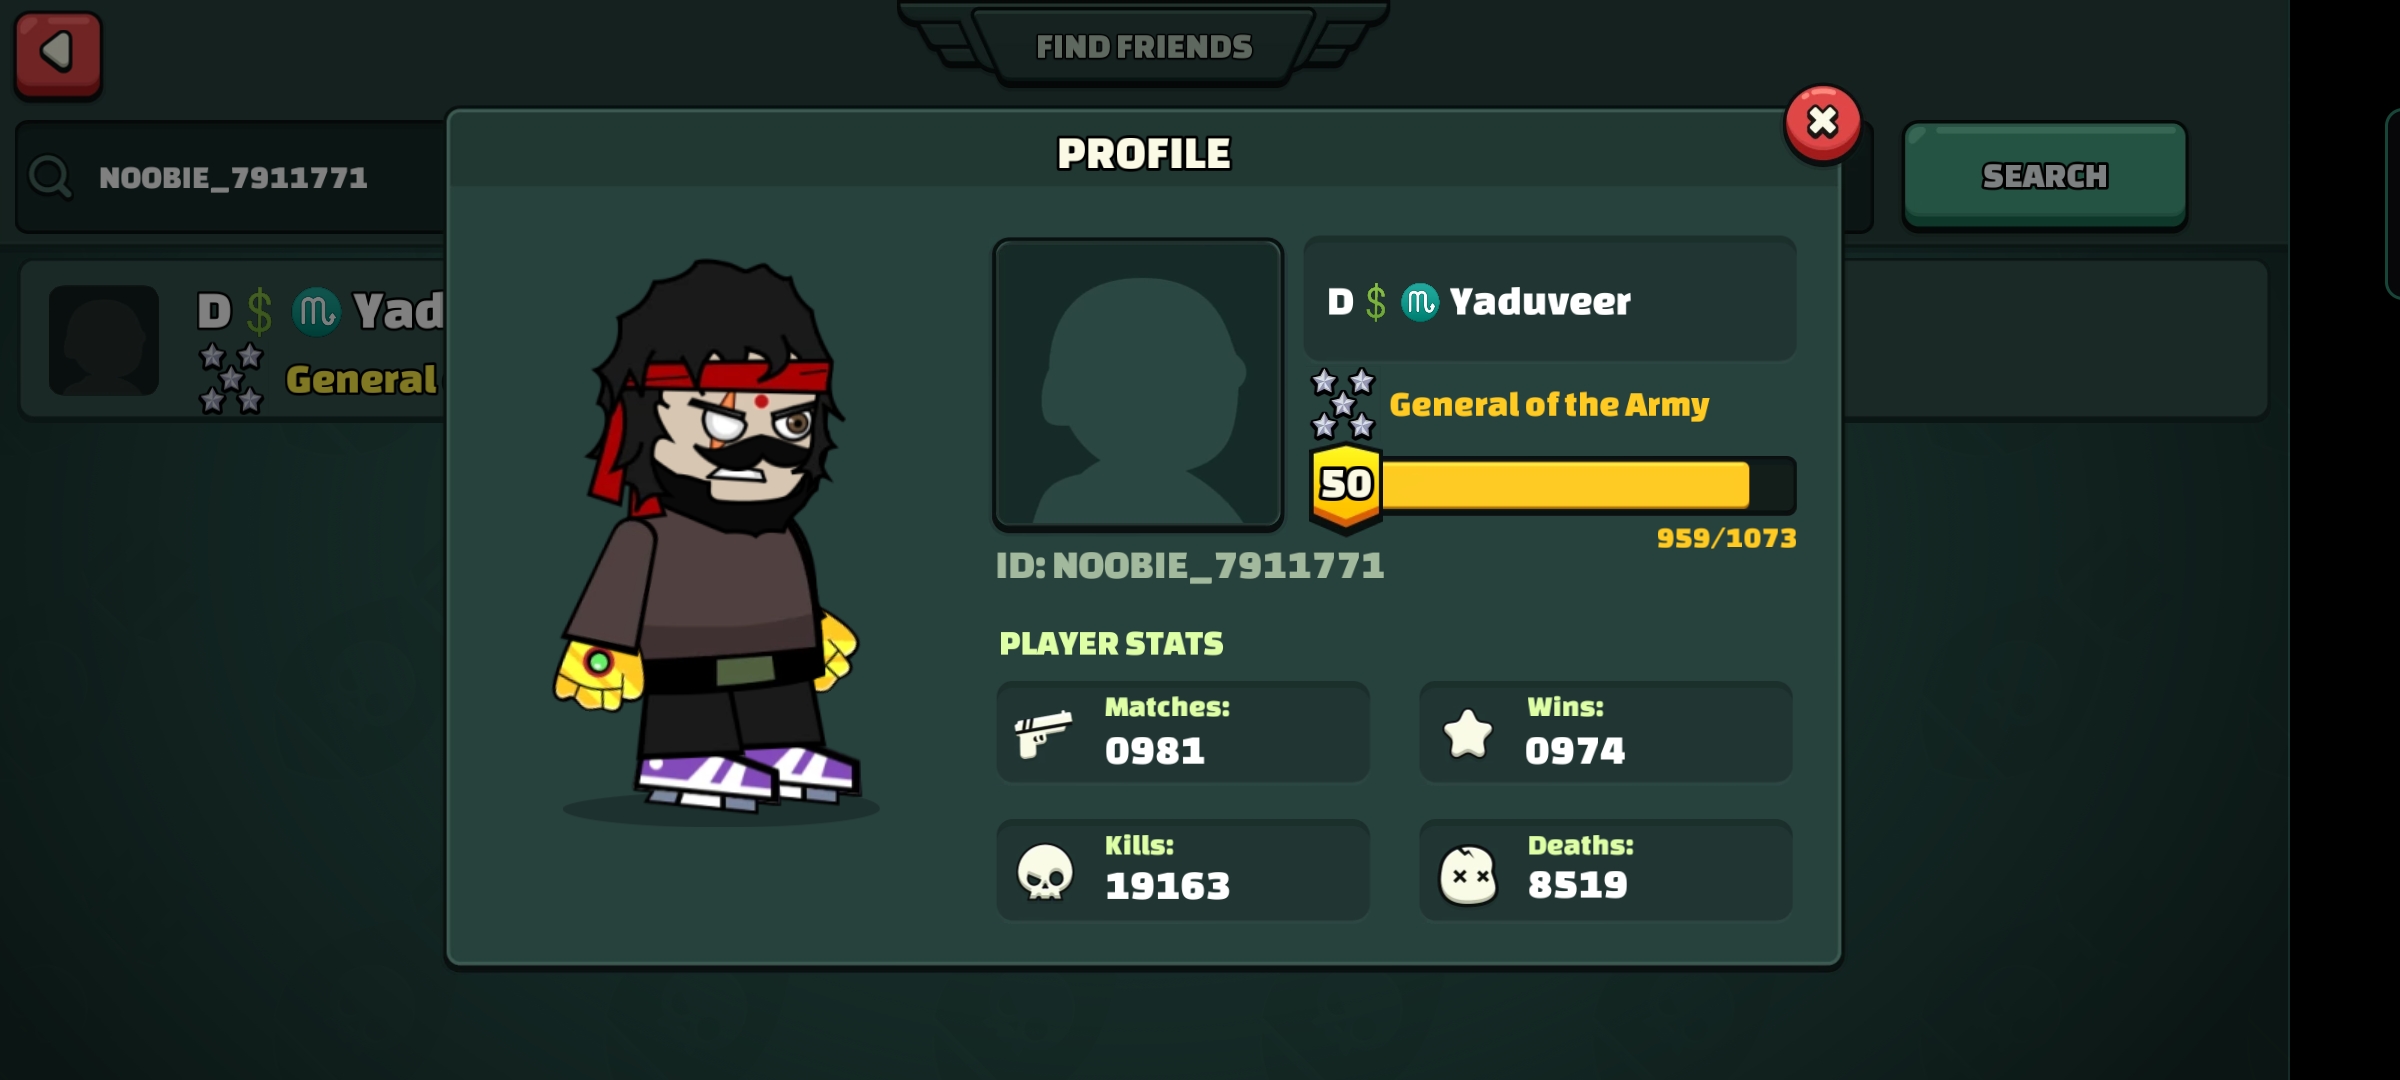 FIND FRIENDS
PROFILE
NOOBIE_7911771
SEARCH
D $ ♏ Yad
General
D $ ♏ Yaduveer
General of the Army
50
959/1073
ID: NOOBIE_7911771
PLAYER STATS
Matches:
0981
Wins:
0974
Kills:
19163
Deaths:
8519